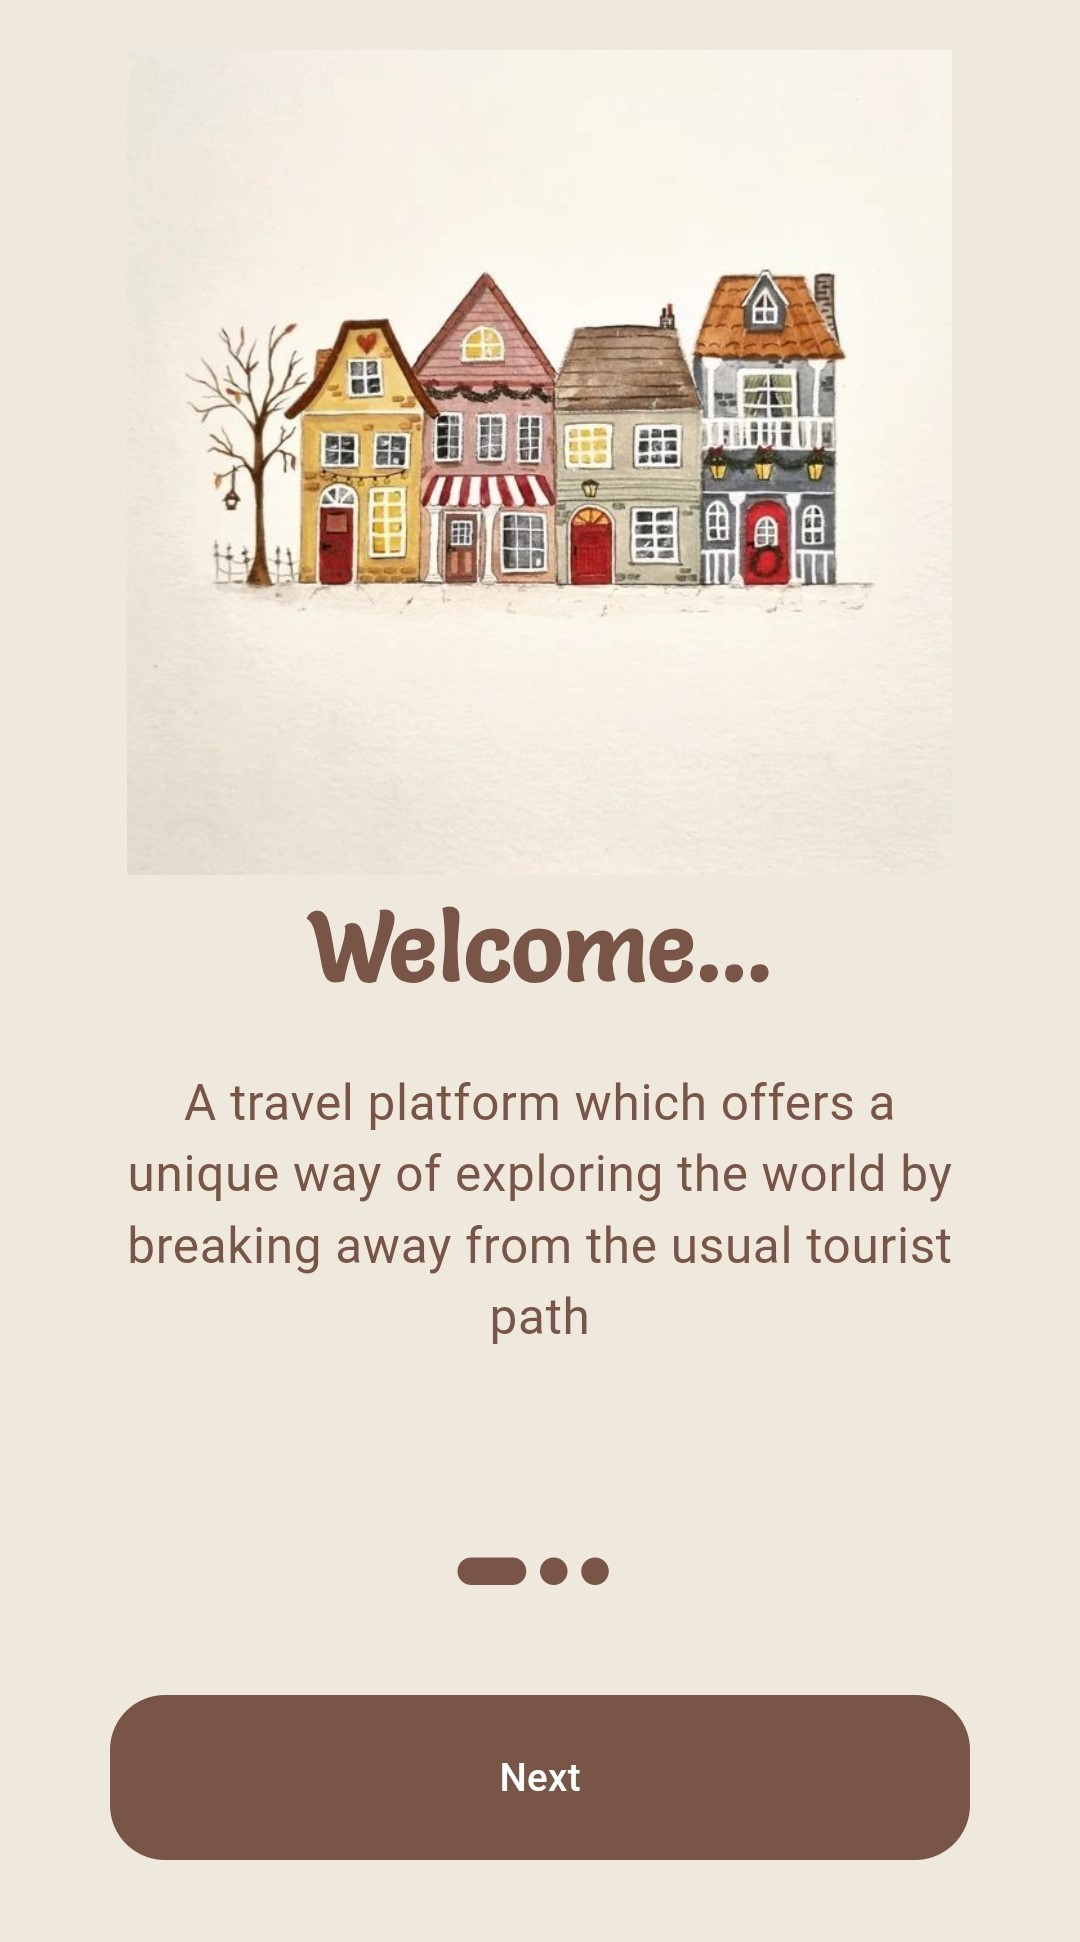 Welcome...
A travel platform which offers a
unique way of exploring the world by
breaking away from the usual tourist
path
Next